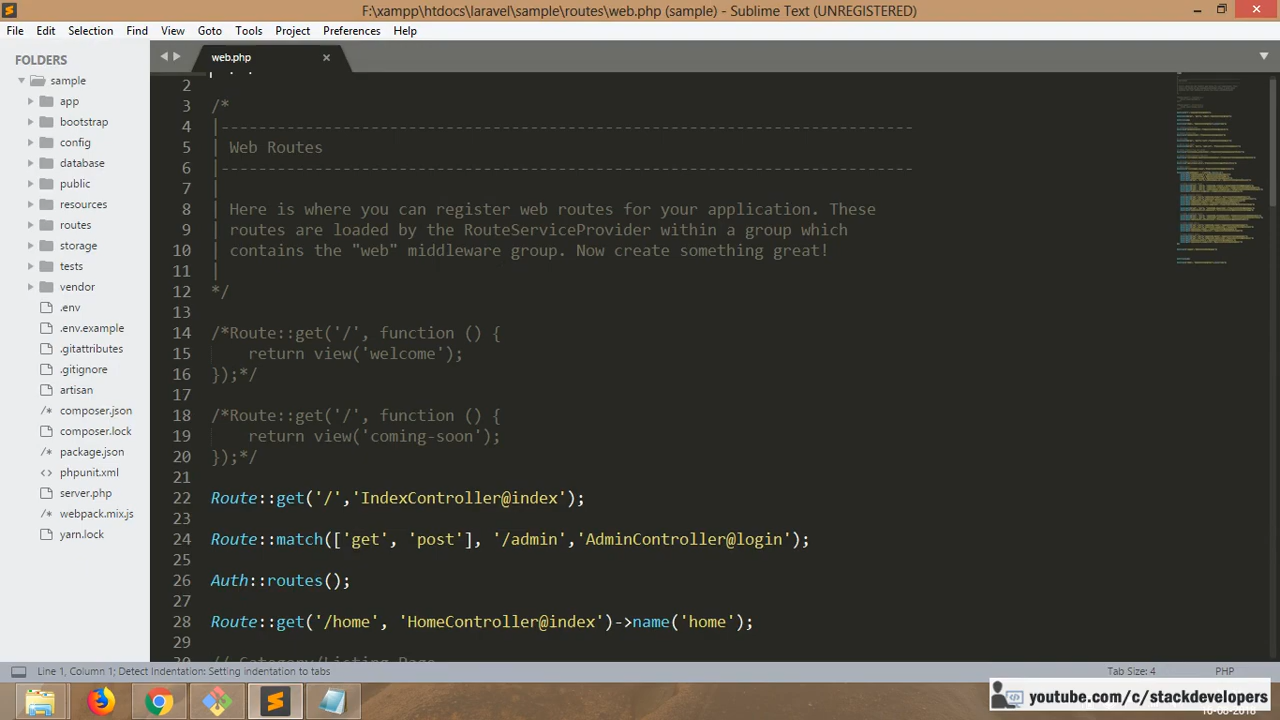 F:\xampp\htdocs\laravel\sample\routes\web.php (sample) - Sublime Text (UNREGISTERED)
File Edit Selection Find View Goto Tools Project Preferences Help
FOLDERS
sample
app
bootstrap
config
database
public
resources
routes
storage
tests
vendor
.env
.env.example
.gitattributes
.gitignore
artisan
composer.json
composer.lock
package.json
phpunit.xml
server.php
webpack.mix.js
yarn.lock
web.php
2
3 /*
4 |--------------------------------------------------------------------------
5 | Web Routes
6 |--------------------------------------------------------------------------
7 |
8 | Here is where you can register web routes for your application. These
9 | routes are loaded by the RouteServiceProvider within a group which
10 | contains the "web" middleware group. Now create something great!
11 |
12 */
13
14 /*Route::get('/', function () {
15 return view('welcome');
16 });*/
17
18 /*Route::get('/', function () {
19 return view('coming-soon');
20 });*/
21
22 Route::get('/','IndexController@index');
23
24 Route::match(['get', 'post'], '/admin','AdminController@login');
25
26 Auth::routes();
27
28 Route::get('/home', 'HomeController@index')->name('home');
29
30 // Category/Listing Page
Line 1, Column 1; Detect Indentation: Setting indentation to tabs
Tab Size: 4
PHP
youtube.com/c/stackdevelopers